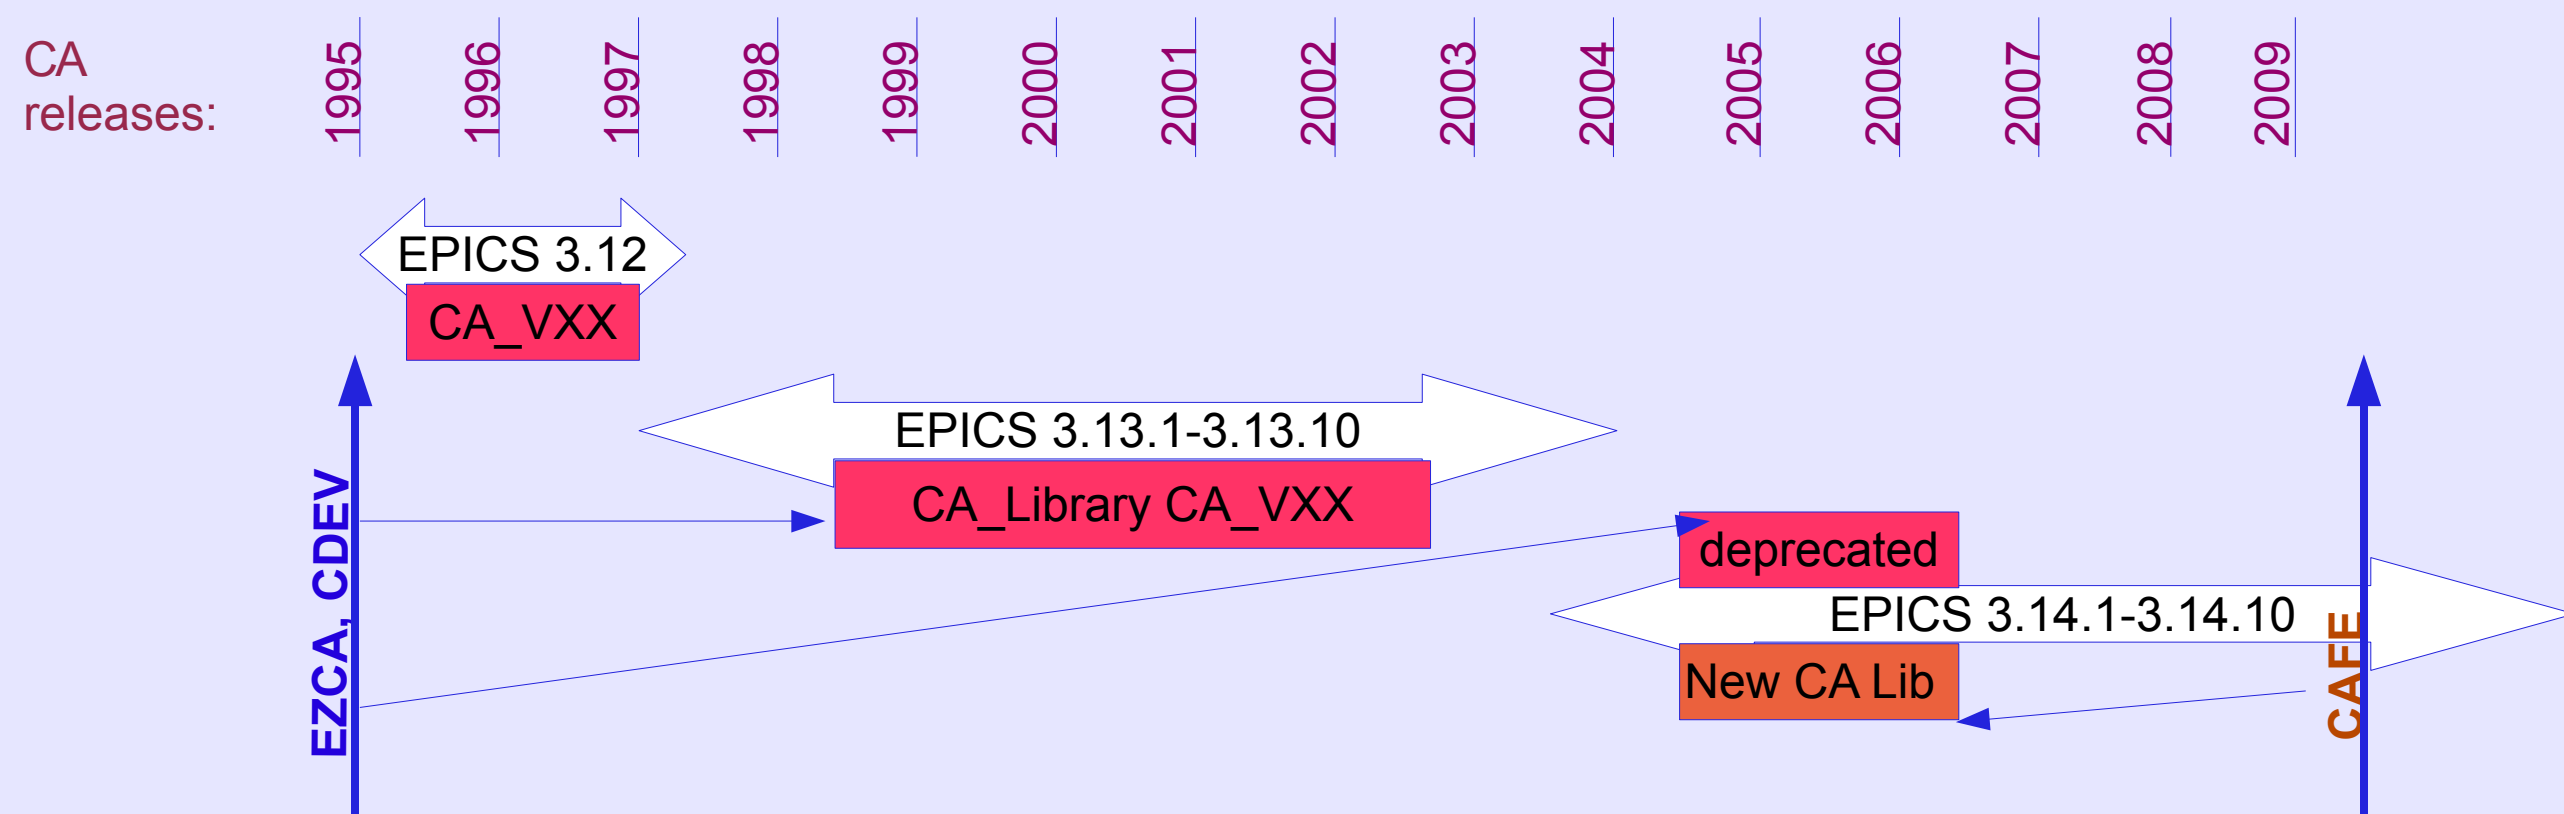 CA
releases:
1995
1996
1997
1998
1999
2000
2001
2002
2003
2004
2005
2006
2007
2008
2009
EPICS 3.12
CA_VXX
EPICS 3.13.1-3.13.10
CA_Library CA_VXX
EZCA, CDEV
deprecated
EPICS 3.14.1-3.14.10
New CA Lib
CAFE